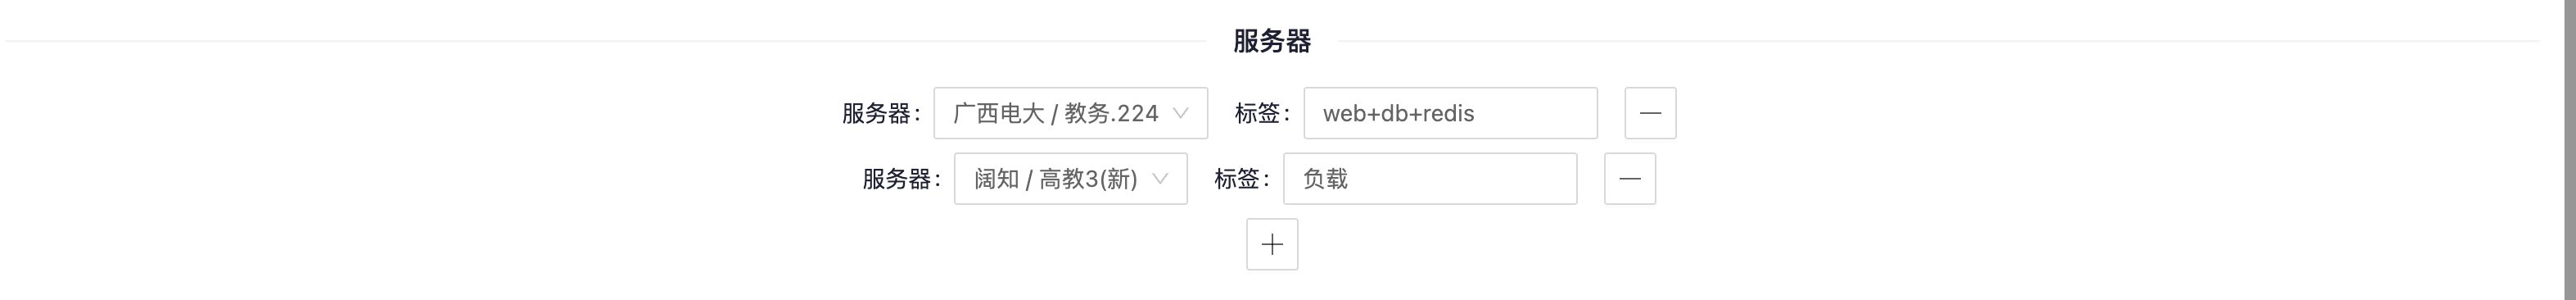 服务器
服务器: 广西电大 / 教务.224 标签: web+db+redis
服务器: 阔知 / 高教3(新) 标签: 负载